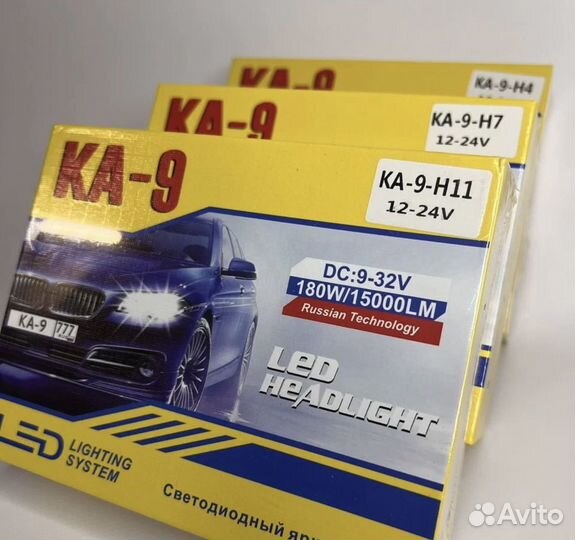 KA-9
KA-9-H4
KA-9
KA-9-H7
12-24V
KA-9
KA-9-H11
12-24V
DC:9-32V
180W/15000LM
Russian Technology
KA-9 777
LED
HEADLIGHT
LED LIGHTING
SYSTEM
Светодиодный
Avito